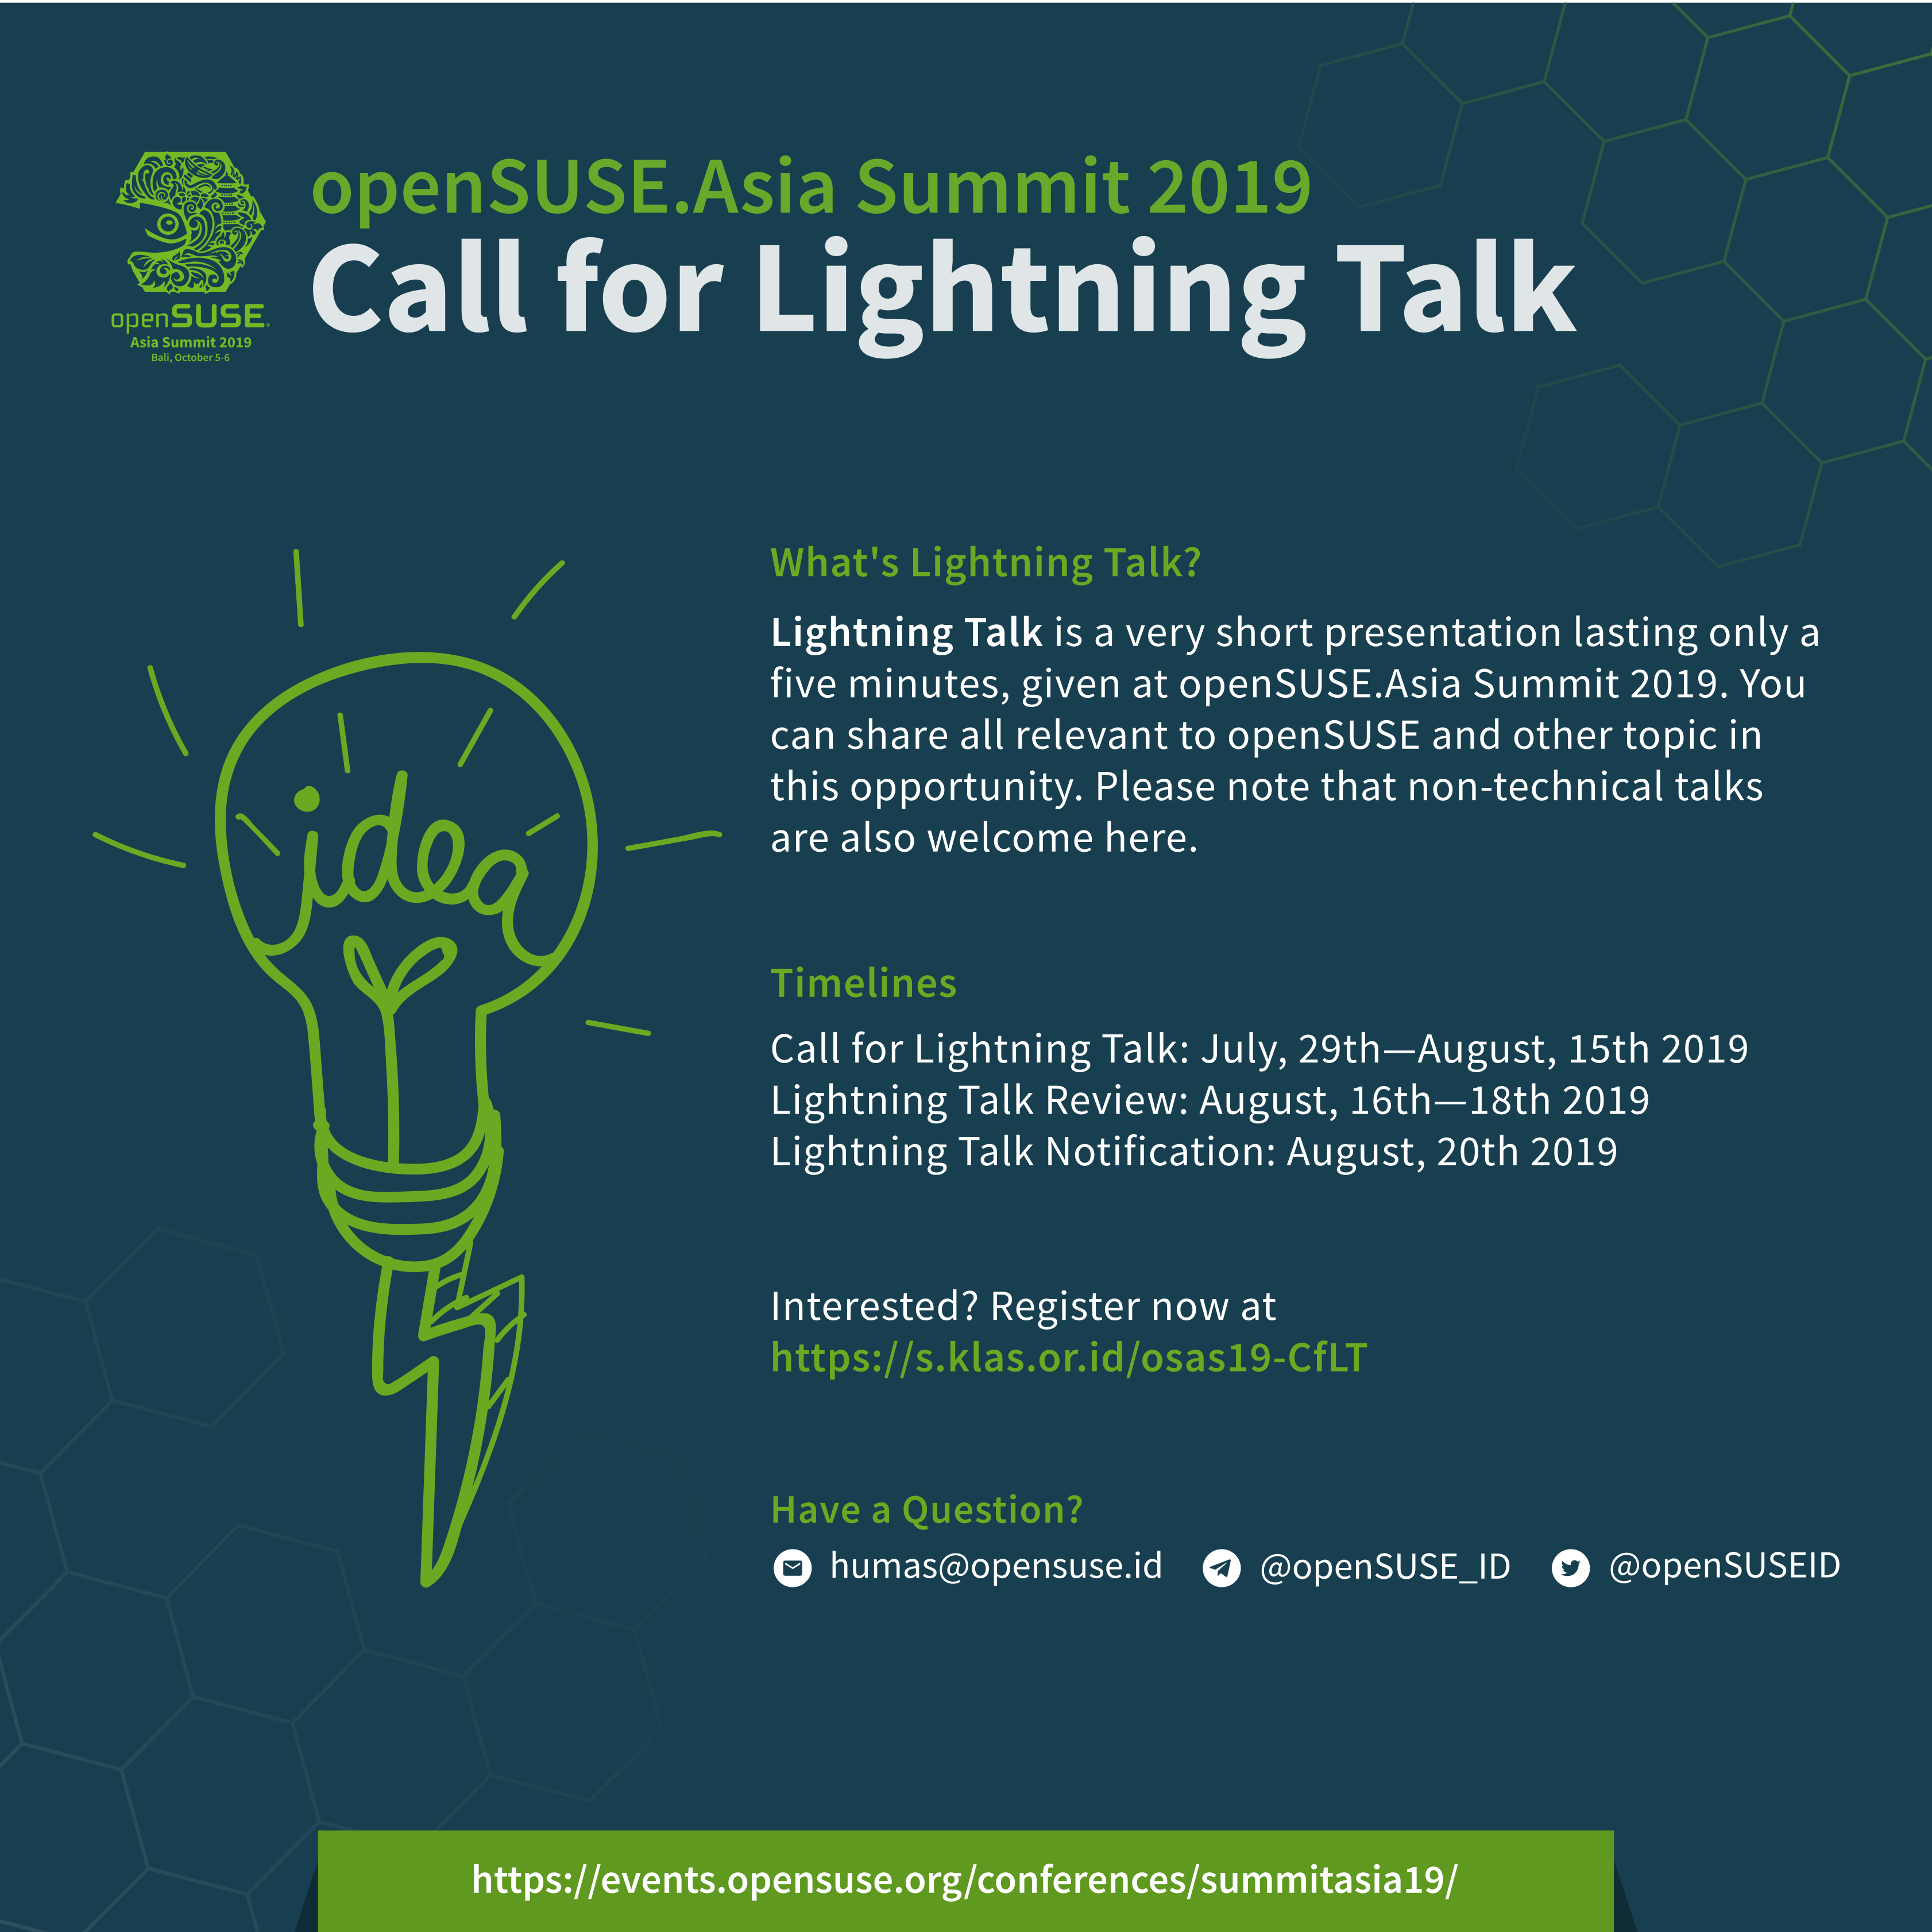 openSUSE
Asia Summit 2019
Bali, October 5-6
openSUSE.Asia Summit 2019
Call for Lightning Talk
idea
What's Lightning Talk?
Lightning Talk is a very short presentation lasting only a
five minutes, given at openSUSE.Asia Summit 2019. You
can share all relevant to openSUSE and other topic in
this opportunity. Please note that non-technical talks
are also welcome here.
Timelines
Call for Lightning Talk: July, 29th—August, 15th 2019
Lightning Talk Review: August, 16th—18th 2019
Lightning Talk Notification: August, 20th 2019
Interested? Register now at
https://s.klas.or.id/osas19-CfLT
Have a Question?
humas@opensuse.id @openSUSE_ID @openSUSEID
https://events.opensuse.org/conferences/summitasia19/